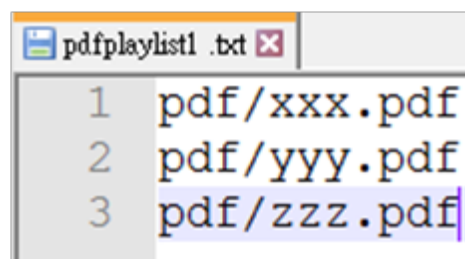 pdfplaylist1 .txt
1 pdf/xxx.pdf
2 pdf/yyy.pdf
3 pdf/zzz.pdf